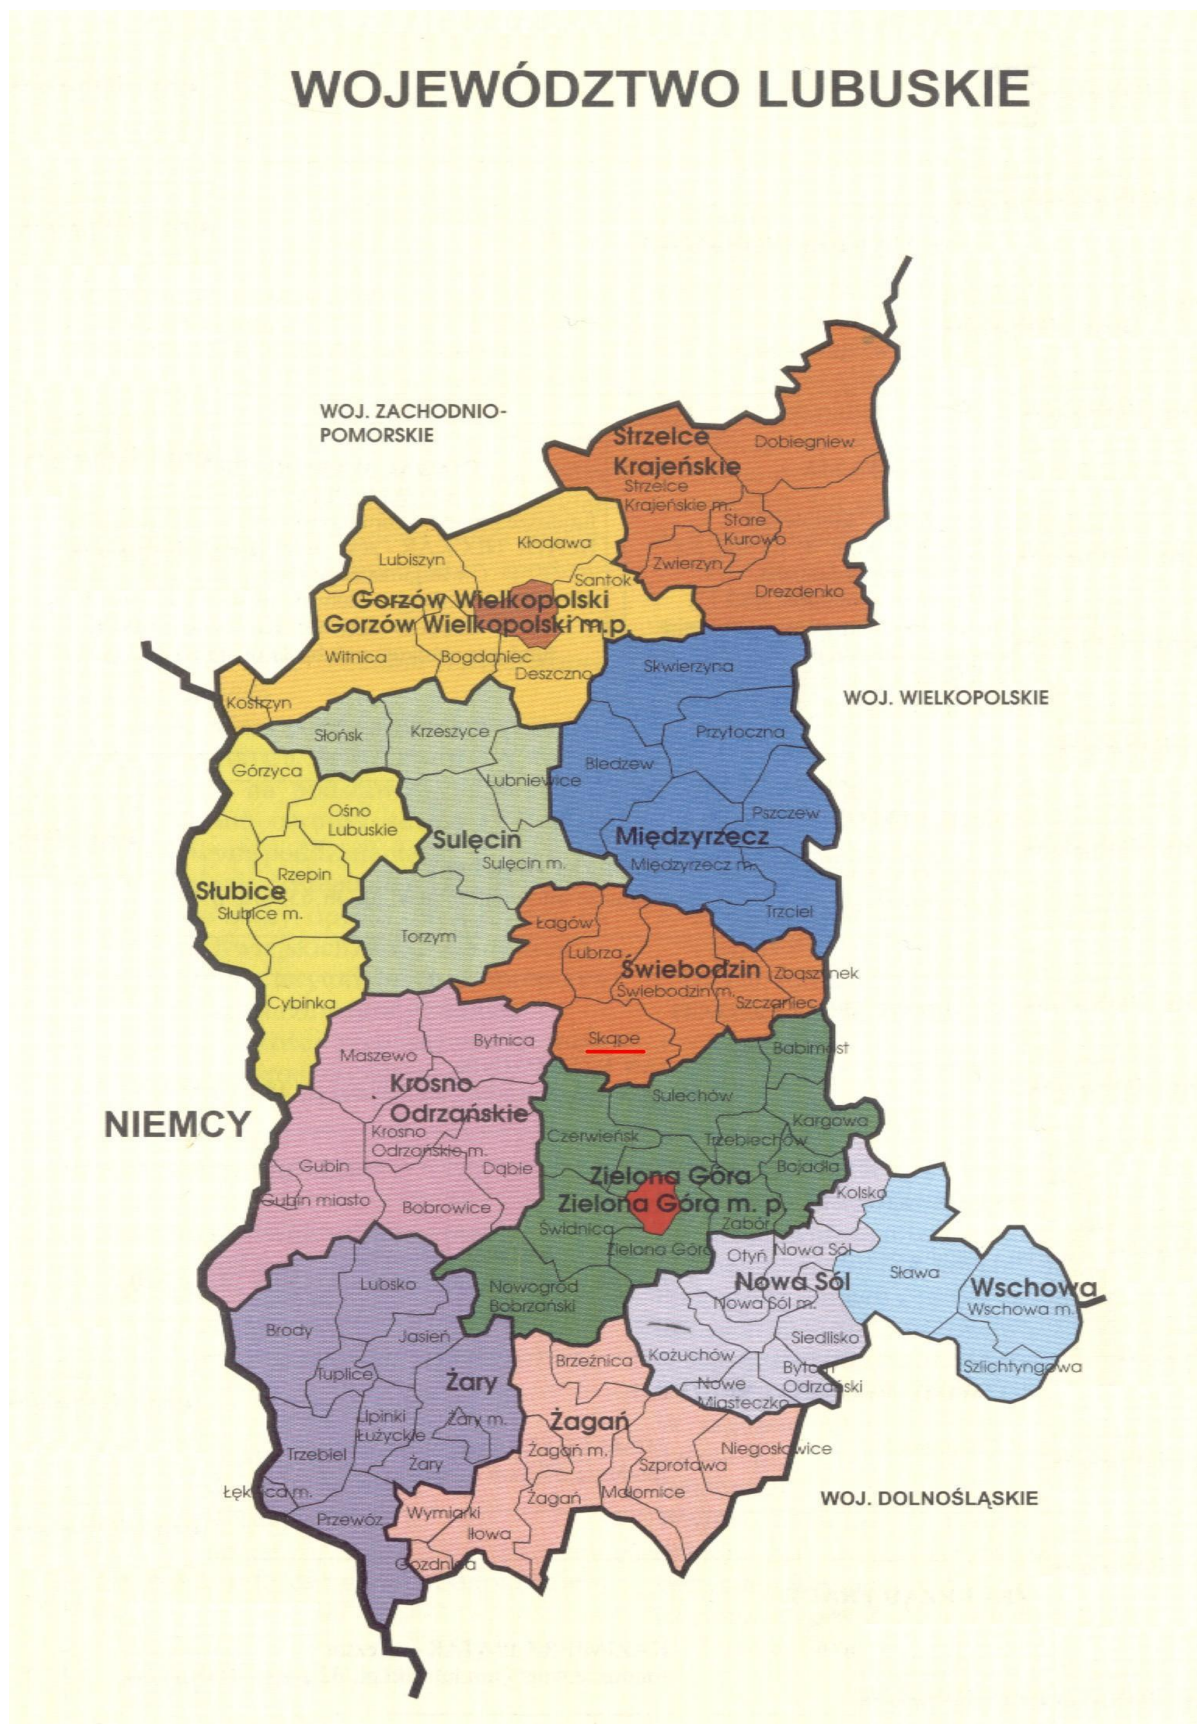 WOJEWÓDZTWO LUBUSKIE
WOJ. ZACHODNIO-
POMORSKIE
Strzelce
Krajeńskie
Dobiegniew
Strzelce
Krajeńskie m.
Stare
Kurowo
Zwierzyn
Drezdenko
Kłodawa
Lubiszyn
Santok
Gorzów Wielkopolski
Gorzów Wielkopolski m.p.
Witnica
Bogdaniec
Deszczno
Kostrzyn
Skwierzyna
WOJ. WIELKOPOLSKIE
Przytoczna
Bledzew
Pszczew
Międzyrzecz
Międzyrzecz m.
Trzciel
Słońsk
Krzeszyce
Lubniewice
Sulęcin
Sulęcin m.
Torzym
Górzyca
Ośno
Lubuskie
Rzepin
Słubice
Słubice m.
Cybinka
Łagów
Lubrza
Świebodzin
Świebodzin m.
Zbąszynek
Szczaniec
Skąpe
Bytnica
Maszewo
Krosno
Odrzańskie
Krosno
Odrzańskie m.
Gubin
Dąbie
Gubin miasto
Bobrowice
NIEMCY
Babimost
Sulechów
Kargowa
Czerwieńsk
Trzebiechów
Bojadła
Zielona Góra
Zielona Góra m. p.
Zabór
Świdnica
Zielona Góra
Nowogród
Bobrzański
Kolsko
Otyń
Nowa Sól
Nowa Sól
Nowa Sól m.
Siedlisko
Kożuchów
Bytom
Odrzański
Nowe
Miasteczko
Sława
Wschowa
Wschowa m.
Szlichtyngowa
Lubsko
Brody
Jasień
Tuplice
Żary
Lipinki
Łużyckie
Żary m.
Trzebiel
Żary
Łęknica m.
Przewóz
Brzeźnica
Żagań
Żagań m.
Niegosławice
Szprotawa
Małomice
Żagań
Wymiarki
Iłowa
Gozdnica
WOJ. DOLNOŚLĄSKIE